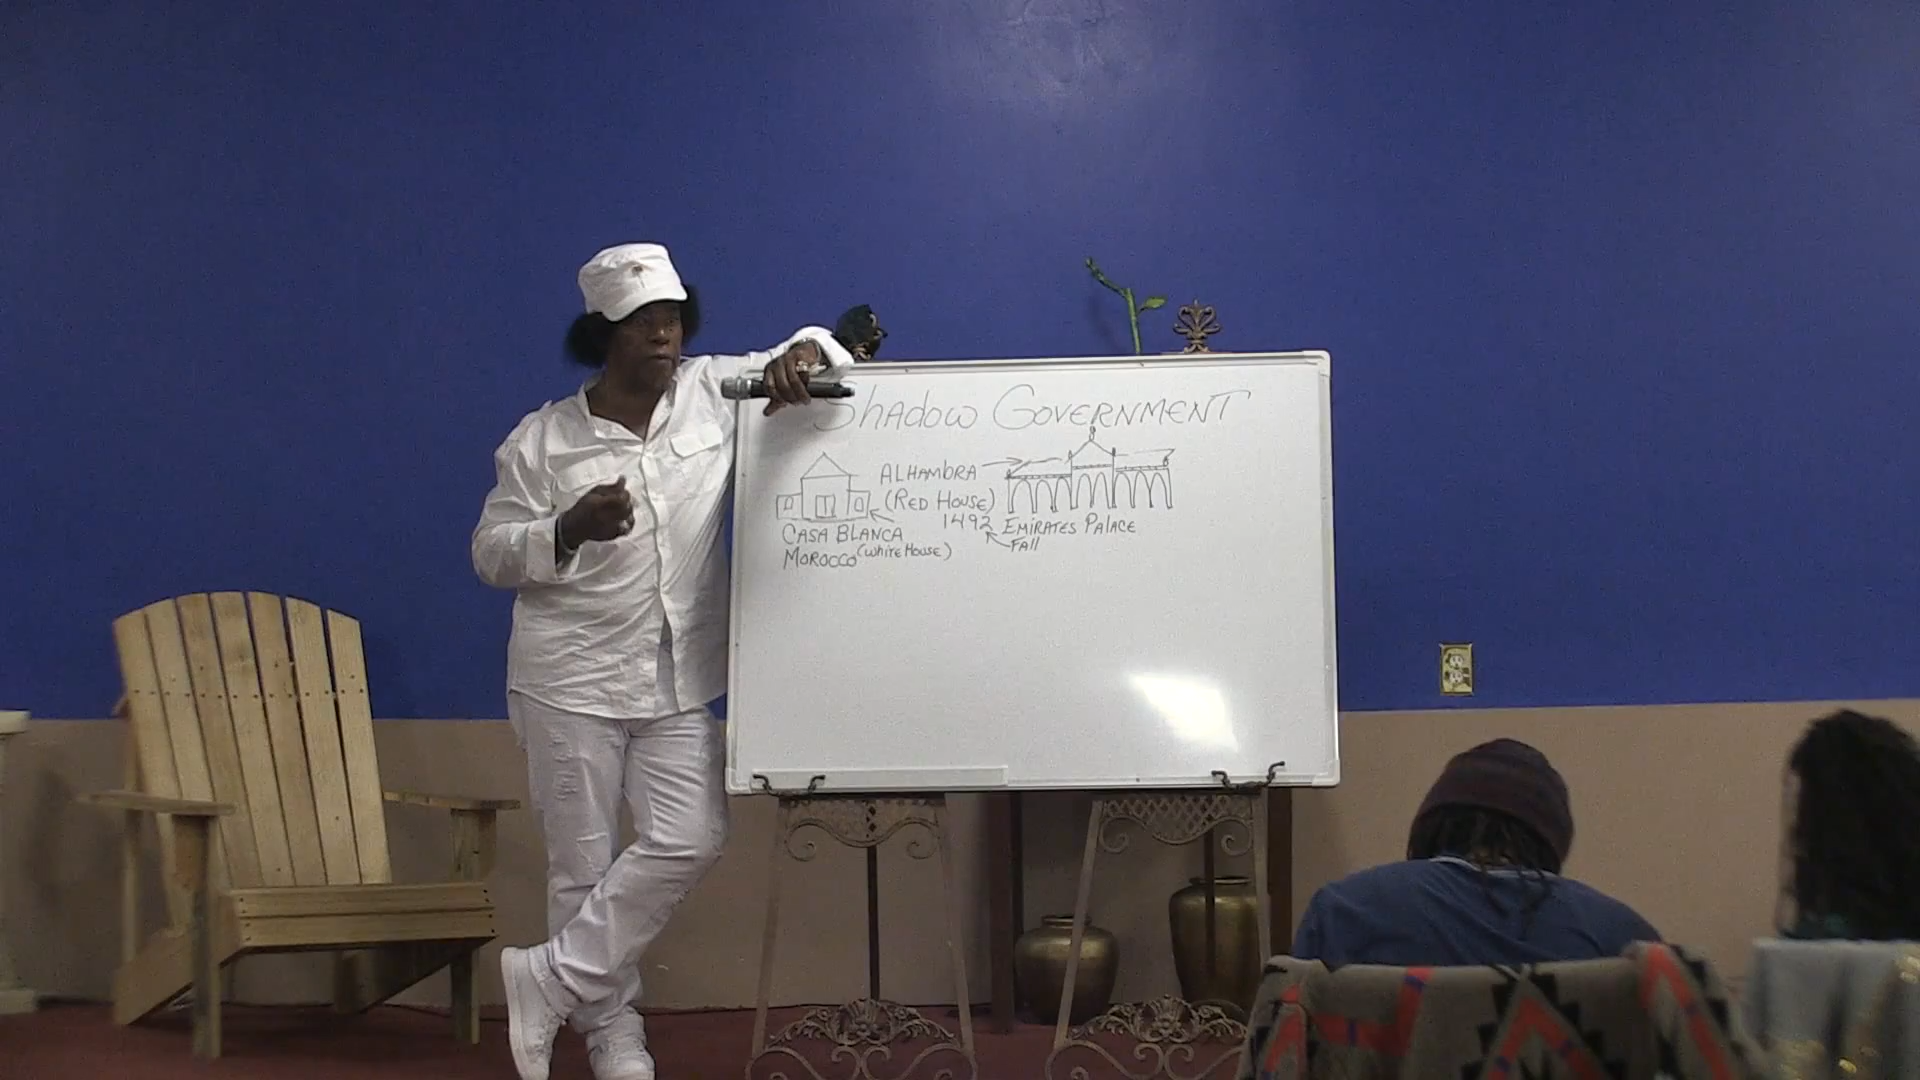 Shadow Government
ALHAMBRA
(RED HOUSE)
1492 EMIRATES PALACE
Fall
CASA BLANCA
MOROCCO (WHITE HOUSE)